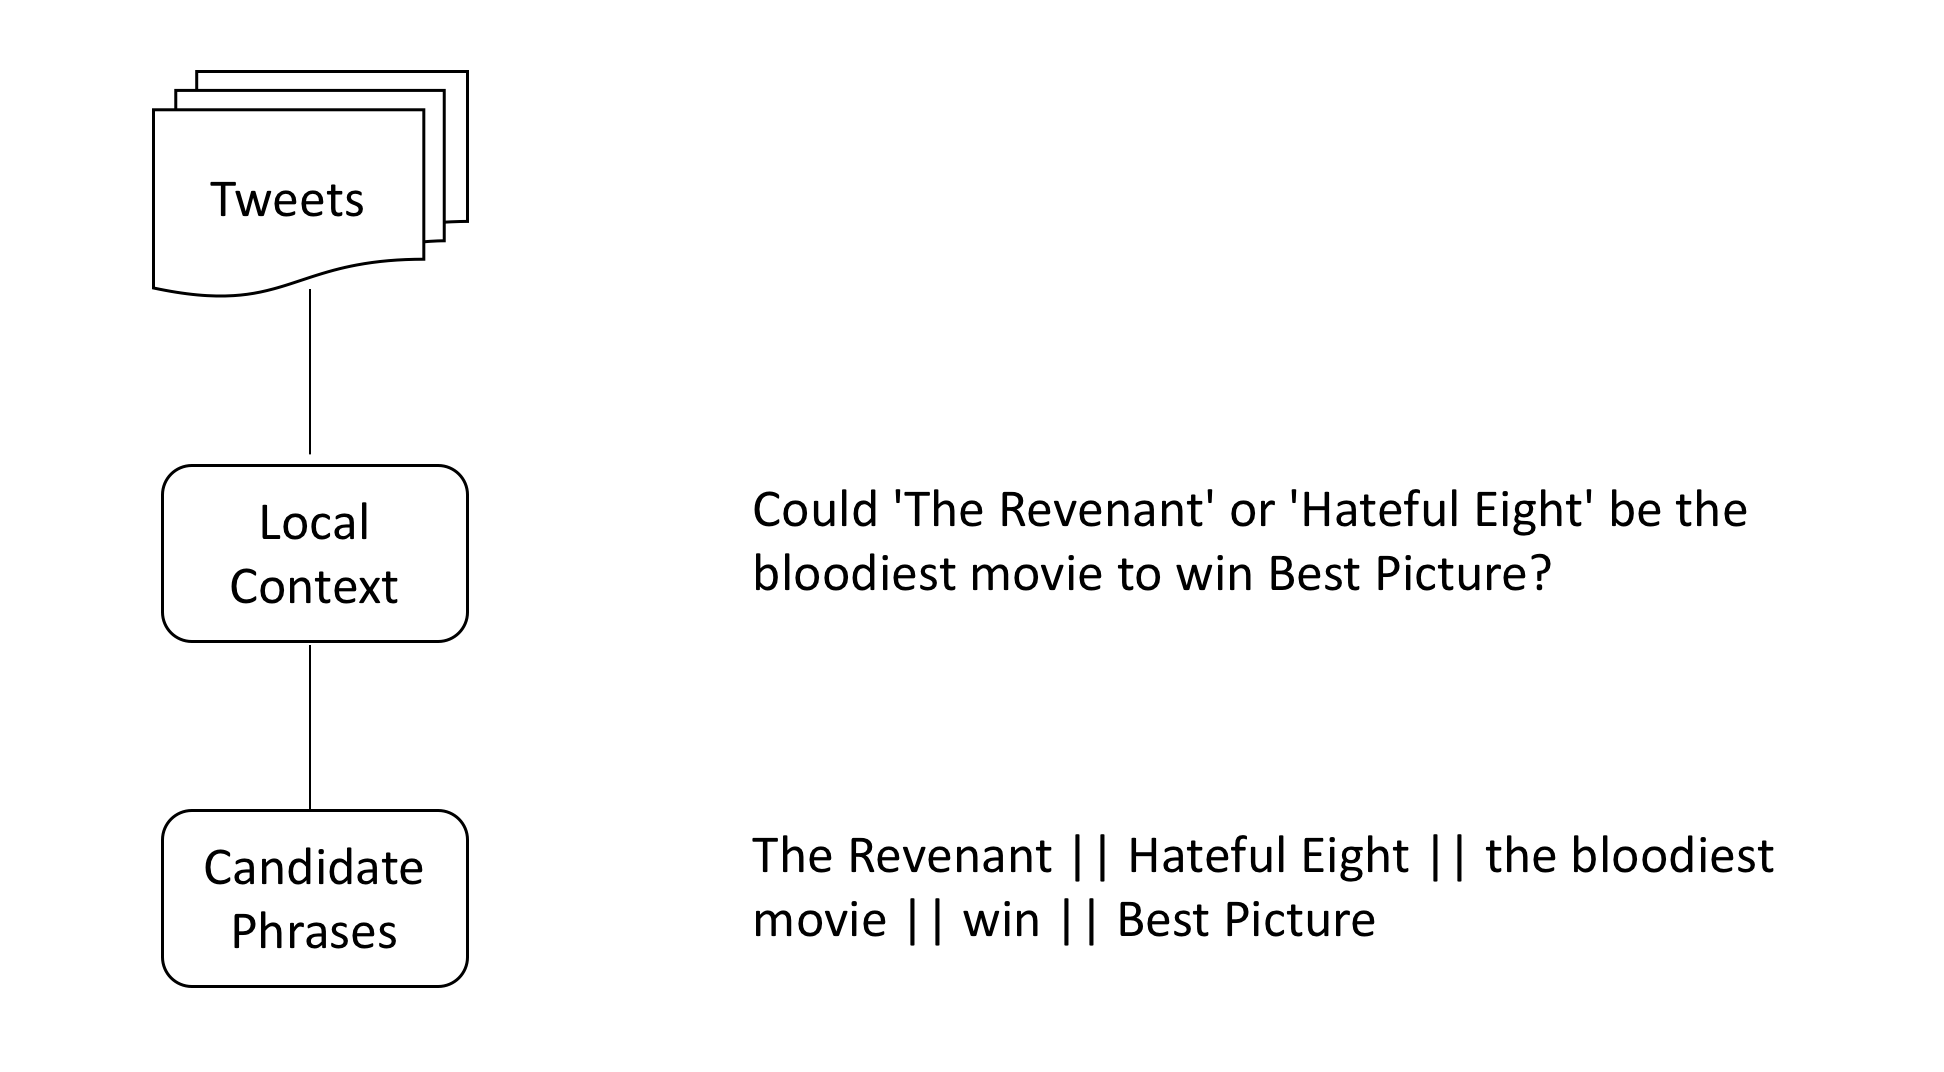 Tweets
Local
Context
Could 'The Revenant' or 'Hateful Eight' be the
bloodiest movie to win Best Picture?
Candidate
Phrases
The Revenant || Hateful Eight || the bloodiest
movie || win || Best Picture